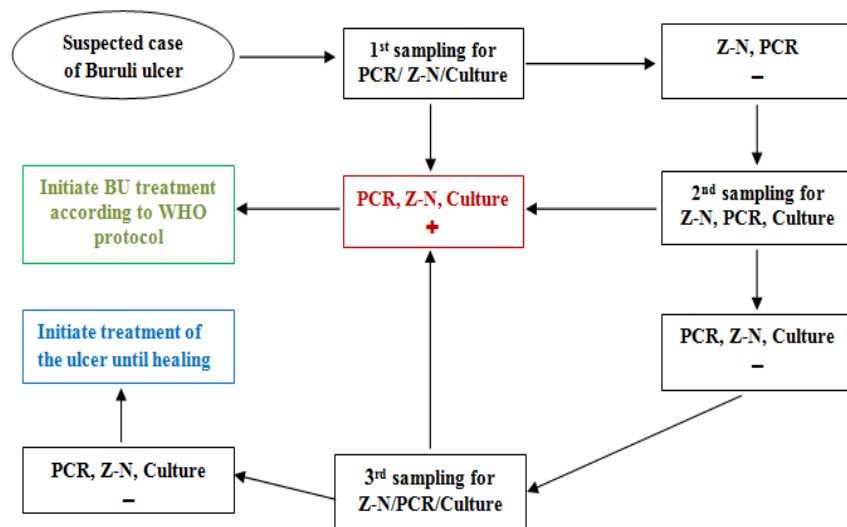 Suspected case
of Buruli ulcer
1st sampling for
PCR/ Z-N/Culture
Z-N, PCR
–
Initiate BU treatment
according to WHO
protocol
PCR, Z-N, Culture
+
2nd sampling for
Z-N, PCR, Culture
Initiate treatment of
the ulcer until healing
PCR, Z-N, Culture
–
PCR, Z-N, Culture
–
3rd sampling for
Z-N/PCR/Culture